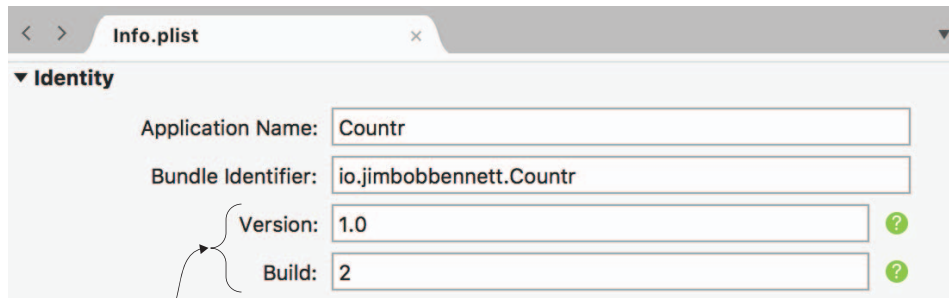 Info.plist
Identity
Application Name: Countr
Bundle Identifier: io.jimbobbennett.Countr
Version: 1.0 ?
Build: 2 ?